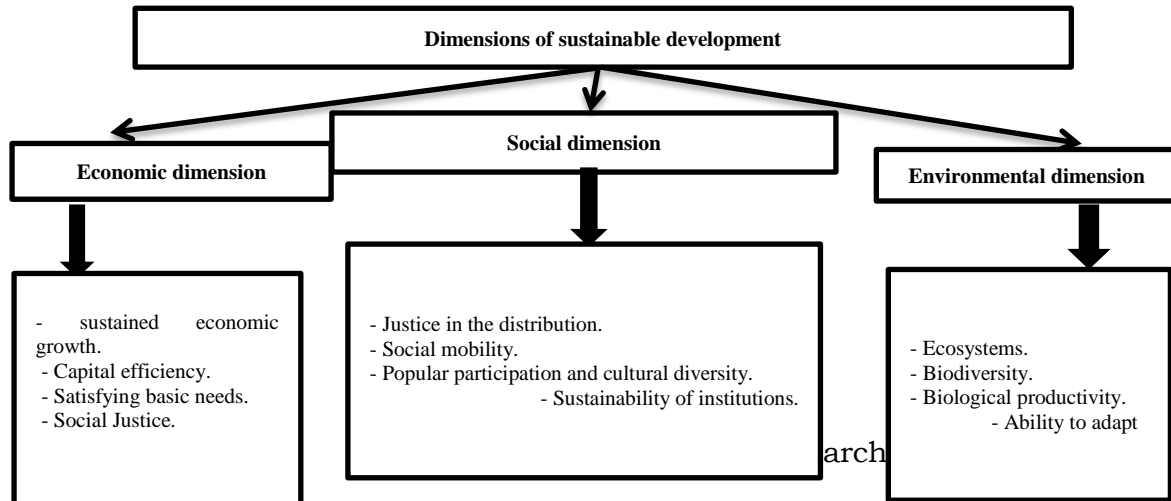 Dimensions of sustainable development
Social dimension
Economic dimension
Environmental dimension
- sustained economic
growth.
- Capital efficiency.
- Satisfying basic needs.
- Social Justice.
- Justice in the distribution.
- Social mobility.
- Popular participation and cultural diversity.
- Sustainability of institutions.
- Ecosystems.
- Biodiversity.
- Biological productivity.
- Ability to adapt
arch